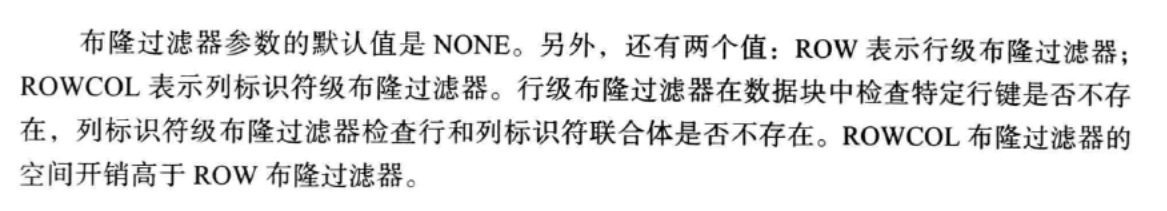 布隆过滤器参数的默认值是 NONE。另外，还有两个值：ROW 表示行级布隆过滤器；
ROWCOL 表示列标识符级布隆过滤器。行级布隆过滤器在数据块中检查特定行键是否不存
在，列标识符级布隆过滤器检查行和列标识符联合体是否不存在。ROWCOL 布隆过滤器的
空间开销高于 ROW 布隆过滤器。